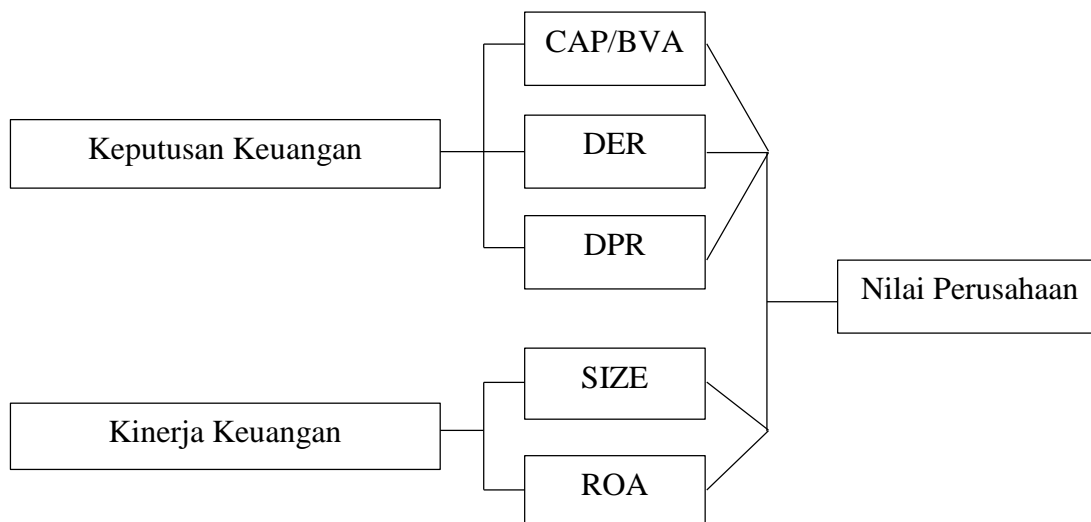 CAP/BVA
Keputusan Keuangan
DER
DPR
Nilai Perusahaan
SIZE
Kinerja Keuangan
ROA